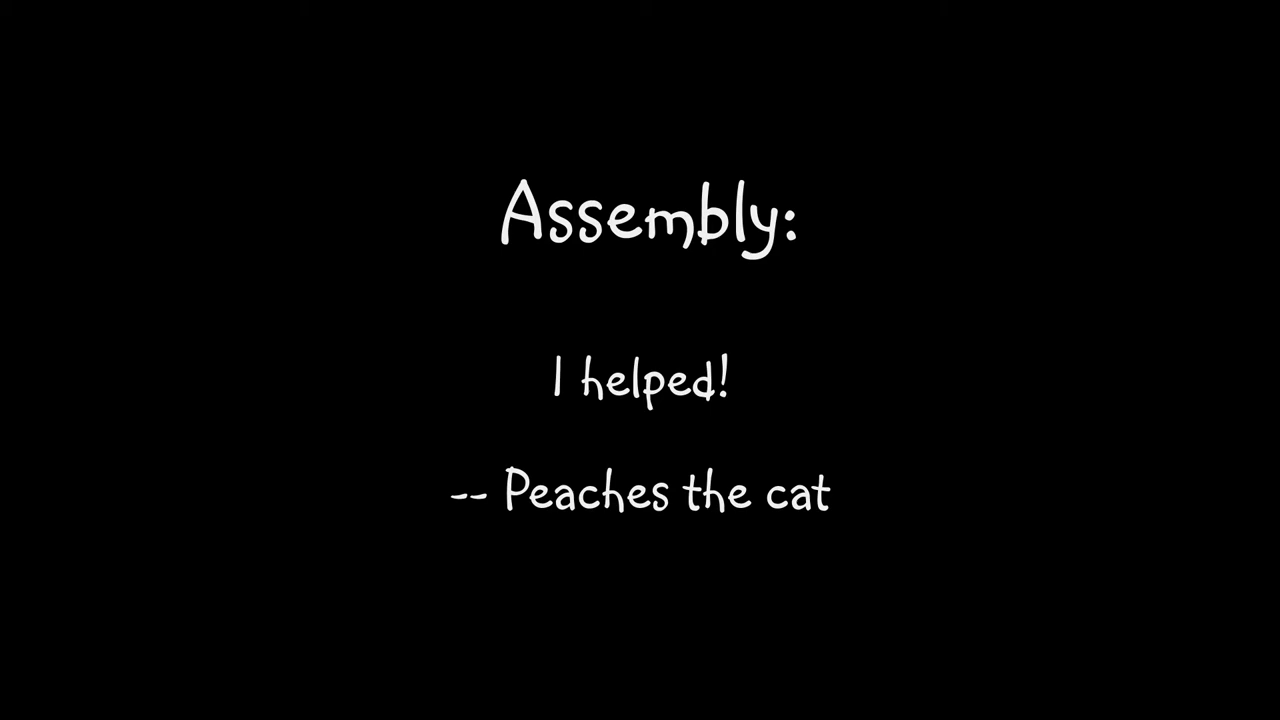 Assembly:
I helped!
-- Peaches the cat